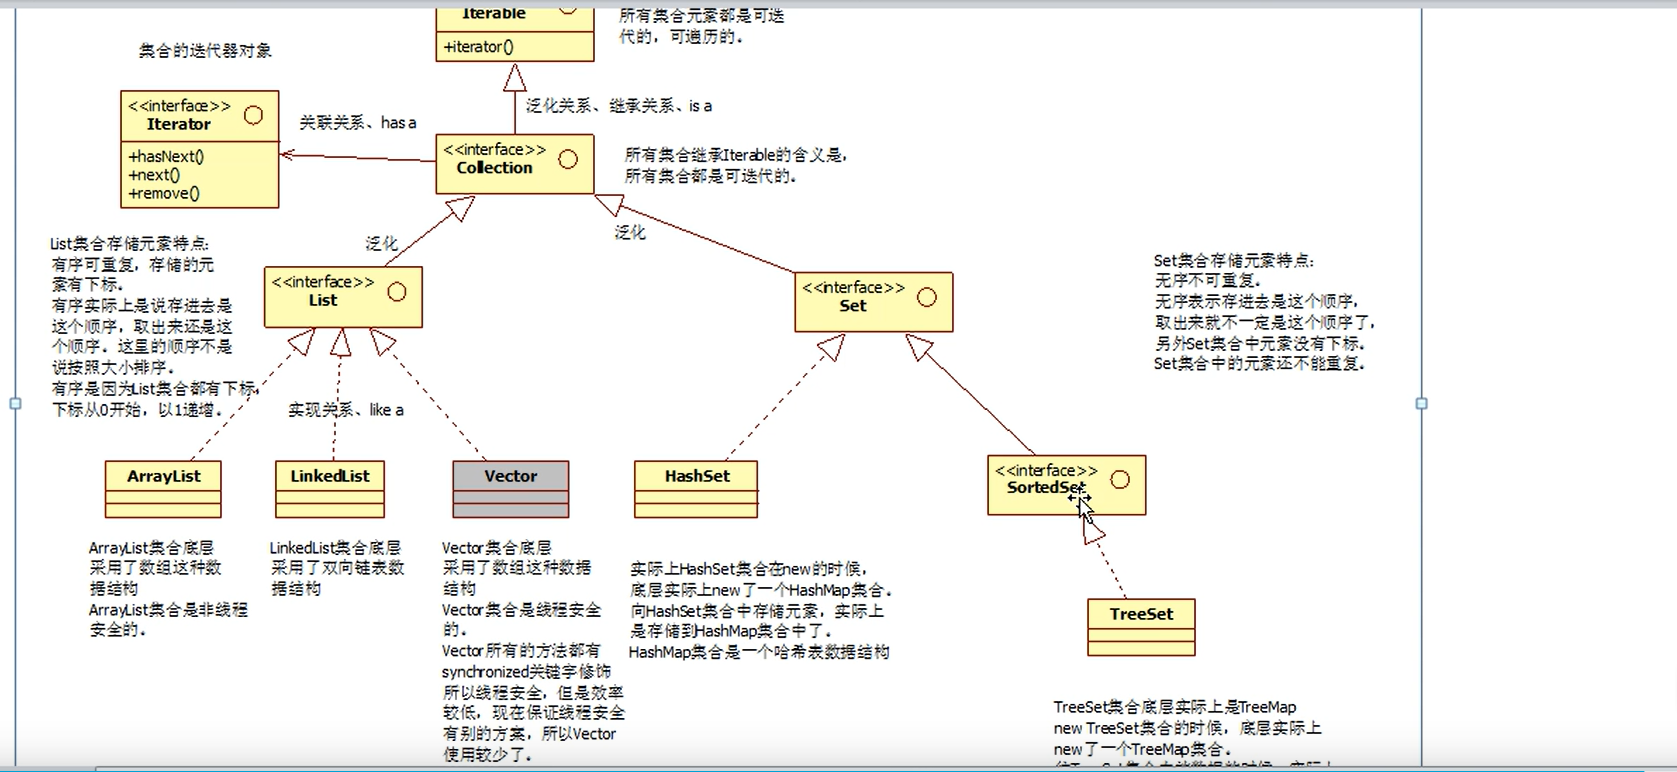 Iterable
+iterator()
所有集合元素都是可迭
代的，可遍历的。
集合的迭代器对象
<<interface>>
Iterator
+hasNext()
+next()
+remove()
关联关系、has a
泛化关系、继承关系、is a
<<interface>>
Collection
所有集合继承Iterable的含义是，
所有集合都是可迭代的。
泛化
泛化
List集合存储元素特点:
有序可重复，存储的元
素有下标。
有序实际上是说存进去是
这个顺序，取出来还是这
个顺序。这里的顺序不是
说按照大小排序。
有序是因为List集合都有下标，
下标从0开始，以1递增。
<<interface>>
List
<<interface>>
Set
Set集合存储元素特点:
无序不可重复。
无序表示存进去是这个顺序，
取出来就不一定是这个顺序了，
另外Set集合中元素没有下标。
Set集合中的元素还不能重复。
实现关系、like a
ArrayList
LinkedList
Vector
HashSet
<<interface>>
SortedSet
ArrayList集合底层
采用了数组这种数
据结构
ArrayList集合是非线程
安全的。
LinkedList集合底层
采用了双向链表数
据结构
Vector集合底层
采用了数组这种数据
结构
Vector集合是线程安全
的。
Vector所有的方法都有
synchronized关键字修饰
所以线程安全，但是效率
较低，现在保证线程安全
有别的方案，所以Vector
使用较少了。
实际上HashSet集合在new的时候，
底层实际上new了一个HashMap集合。
向HashSet集合中存储元素，实际上
是存储到HashMap集合中了。
HashMap集合是一个哈希表数据结构
TreeSet
TreeSet集合底层实际上是TreeMap
new TreeSet集合的时候，底层实际上
new了一个TreeMap集合。